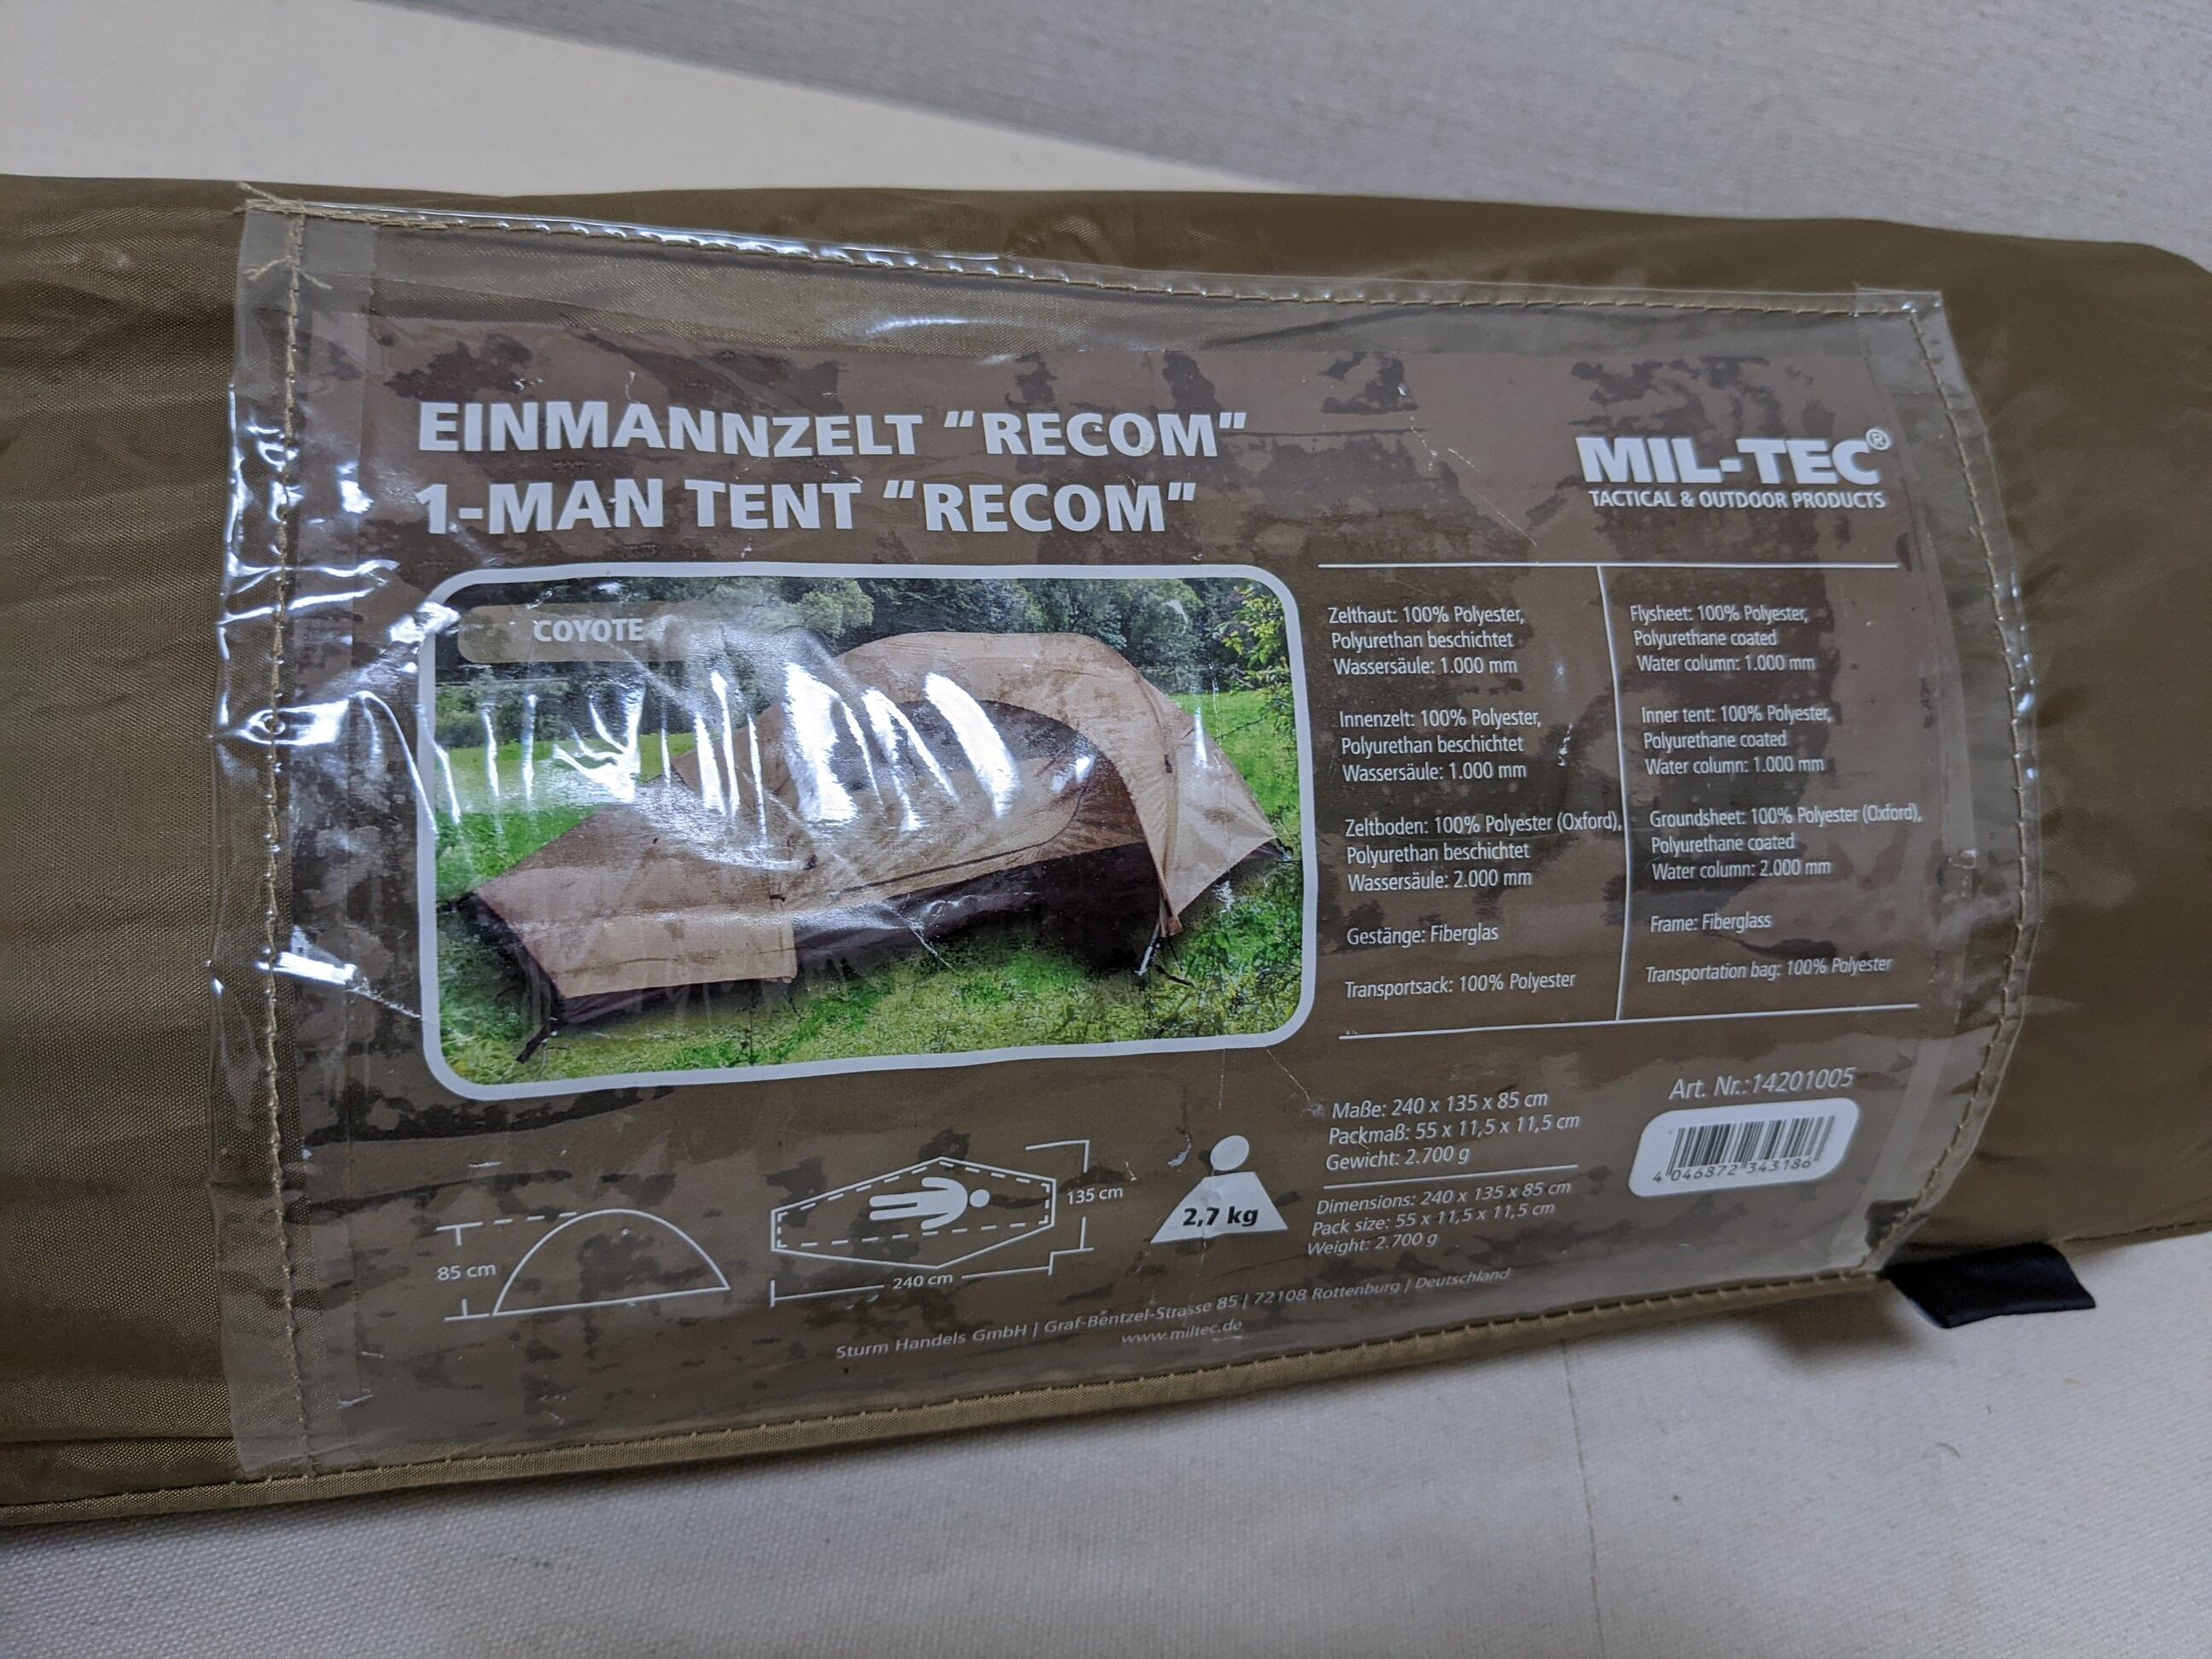 EINMANNZELT "RECOM"
1-MAN TENT "RECOM"
MIL-TEC®
TACTICAL & OUTDOOR PRODUCTS
COYOTE
Zelthaut: 100% Polyester,
Polyurethan beschichtet
Wassersäule: 1.000 mm
Innenzelt: 100% Polyester,
Polyurethan beschichtet
Wassersäule: 1.000 mm
Zeltboden: 100% Polyester (Oxford),
Polyurethan beschichtet
Wassersäule: 2.000 mm
Gestänge: Fiberglas
Transportsack: 100% Polyester
Flysheet: 100% Polyester,
Polyurethane coated
Water column: 1.000 mm
Inner tent: 100% Polyester,
Polyurethane coated
Water column: 1.000 mm
Groundsheet: 100% Polyester (Oxford),
Polyurethane coated
Water column: 2.000 mm
Frame: Fiberglass
Transportation bag: 100% Polyester
85 cm
240 cm
135 cm
2,7 kg
Maße: 240 x 135 x 85 cm
Packmaß: 55 x 11,5 x 11,5 cm
Gewicht: 2.700 g
Dimensions: 240 x 135 x 85 cm
Pack size: 55 x 11,5 x 11,5 cm
Weight: 2.700 g
Art. Nr.:14201005
4 046872 343186
Sturm Handels GmbH | Graf-Bentzel-Strasse 85 | 72108 Rottenburg | Deutschland
www.miltec.de